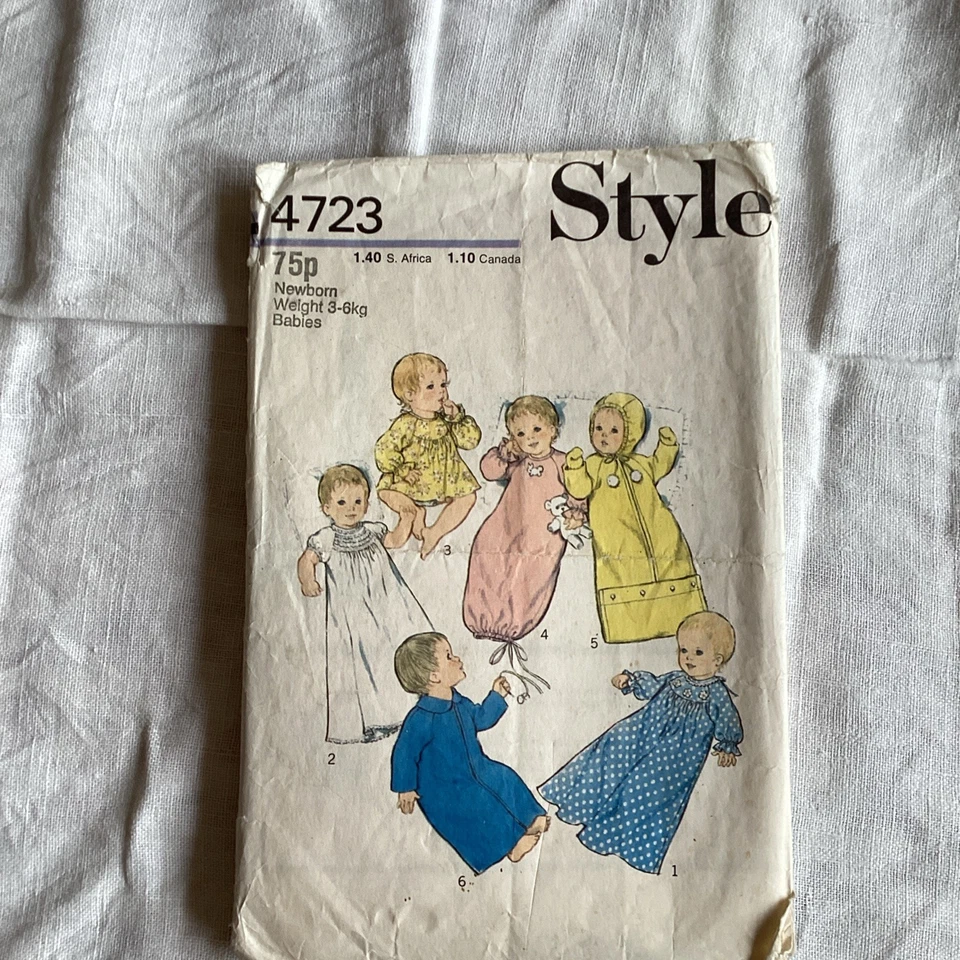 4723
Style
75p 1.40 S. Africa 1.10 Canada
Newborn
Weight 3-6kg
Babies
3
4
5
2
6
1